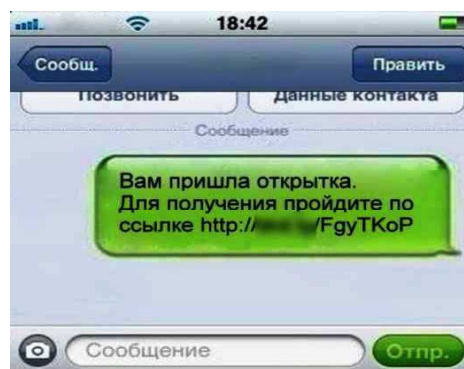 18:42
Сообщ.
Править
Позвонить
Данные контакта
Сообщение
Вам пришла открытка.
Для получения пройдите по
ссылке http:// /FgyTKoP
Сообщение
Отпр.